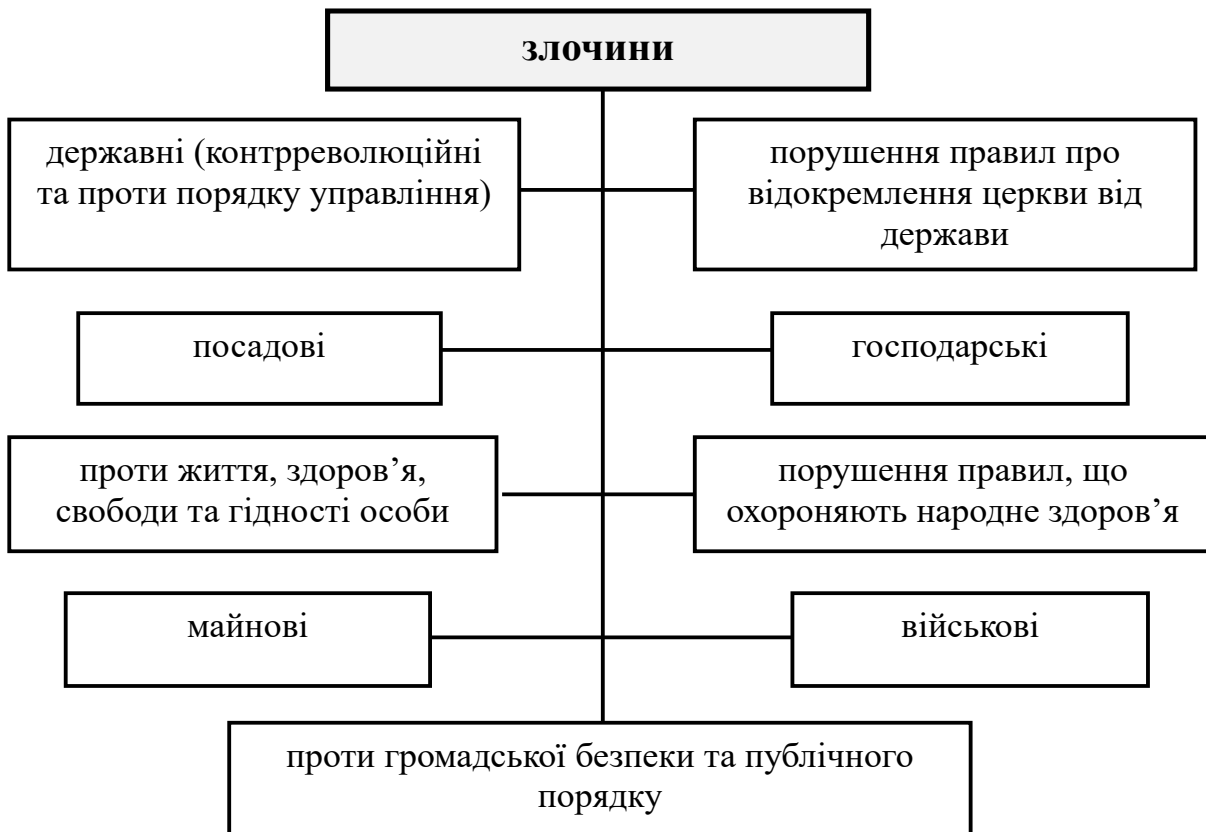 злочини
державні (контрреволюційні
та проти порядку управління)
порушення правил про
відокремлення церкви від
держави
посадові
господарські
проти життя, здоров’я,
свободи та гідності особи
порушення правил, що
охороняють народне здоров’я
майнові
військові
проти громадської безпеки та публічного
порядку